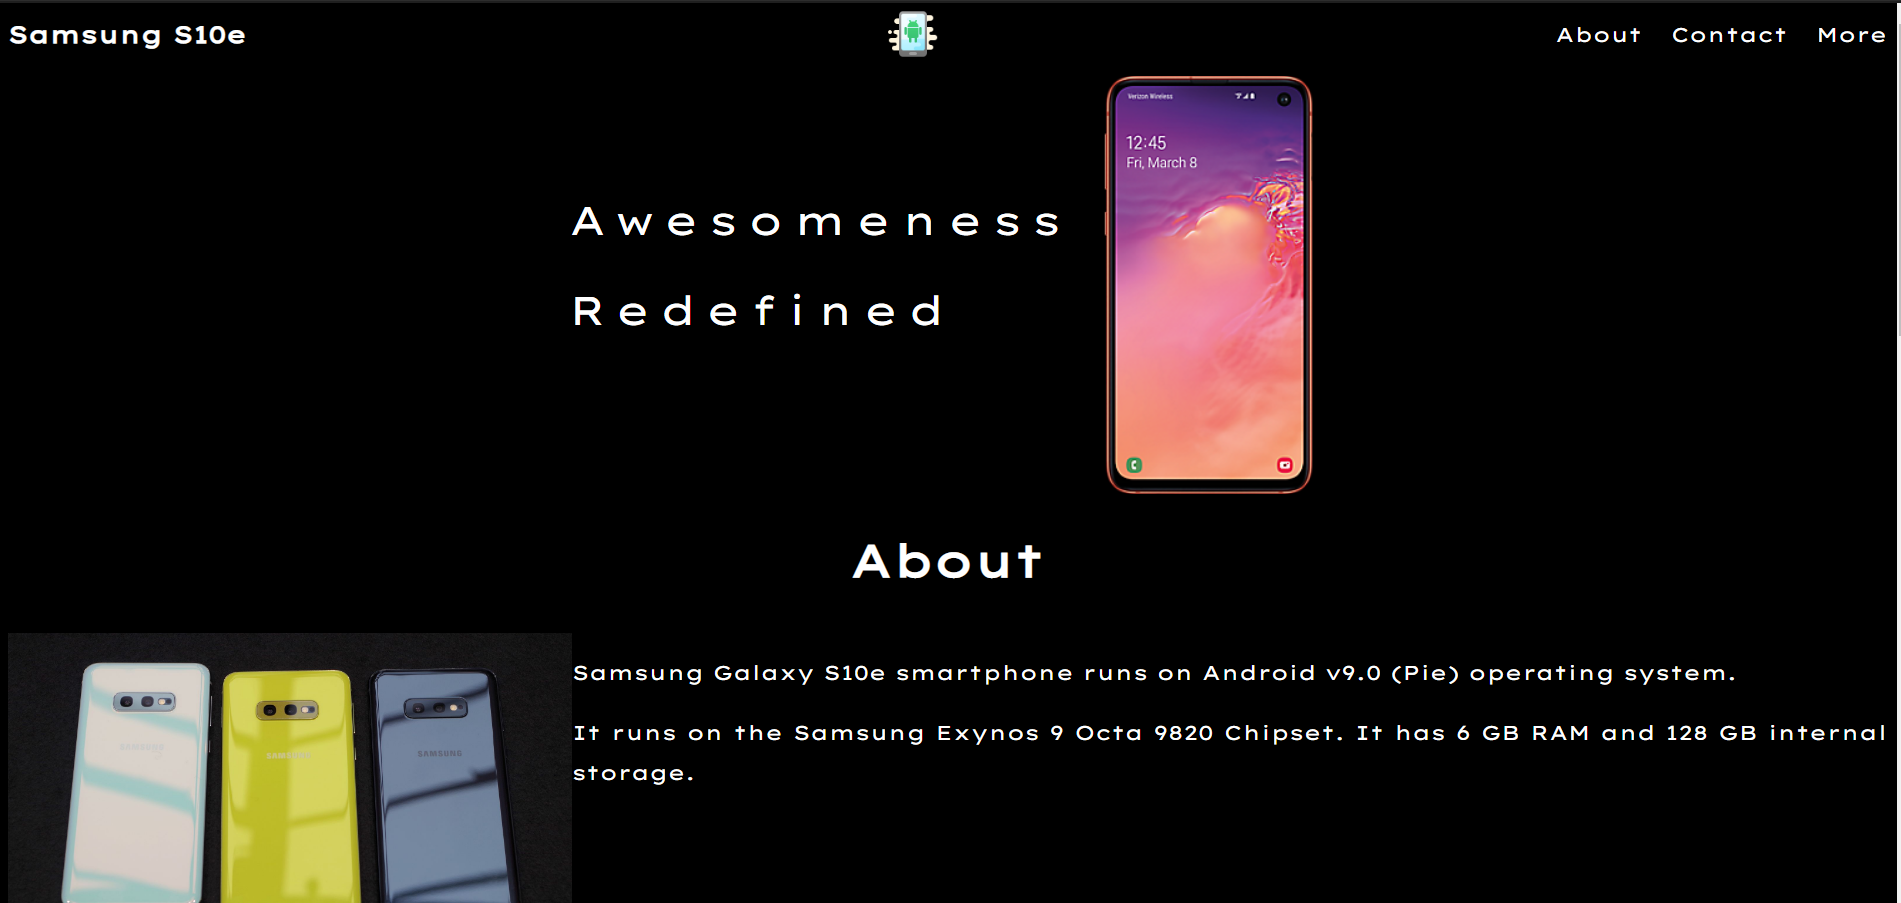 Samsung S10e
About Contact More
Verizon Wireless
12:45
Fri, March 8
Awesomeness
Redefined
About
Samsung Galaxy S10e smartphone runs on Android v9.0 (Pie) operating system.
It runs on the Samsung Exynos 9 Octa 9820 Chipset. It has 6 GB RAM and 128 GB internal
storage.
SAMSUNG
SAMSUNG
SAMSUNG